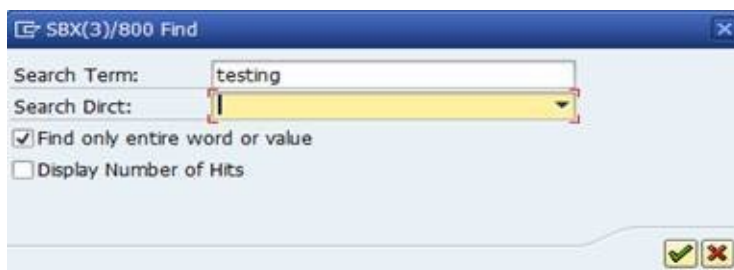 SBX(3)/800 Find
Search Term: testing
Search Dirct:
Find only entire word or value
Display Number of Hits